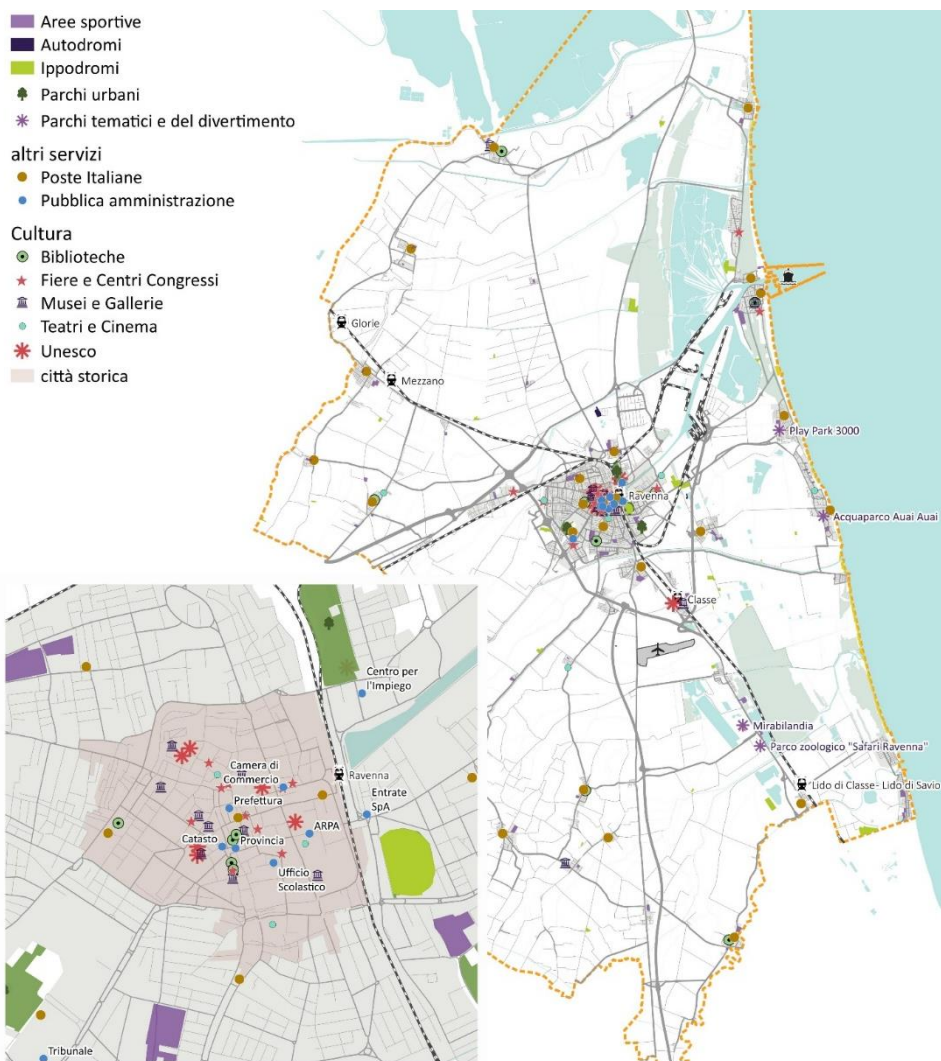 Aree sportive
Autodromi
Ippodromi
Parchi urbani
Parchi tematici e del divertimento
altri servizi
Poste Italiane
Pubblica amministrazione
Cultura
Biblioteche
Fiere e Centri Congressi
Musei e Gallerie
Teatri e Cinema
Unesco
città storica
Glorie
Mezzano
Play Park 3000
Ravenna
Acquaparco Auai Auai
Classe
Mirabilandia
Parco zoologico "Safari Ravenna"
Lido di Classe- Lido di Savio
Centro per
l'Impiego
Camera di
Commercio
Ravenna
Prefettura
Entrate
SpA
ARPA
Catasto
Provincia
Ufficio
Scolastico
Tribunale